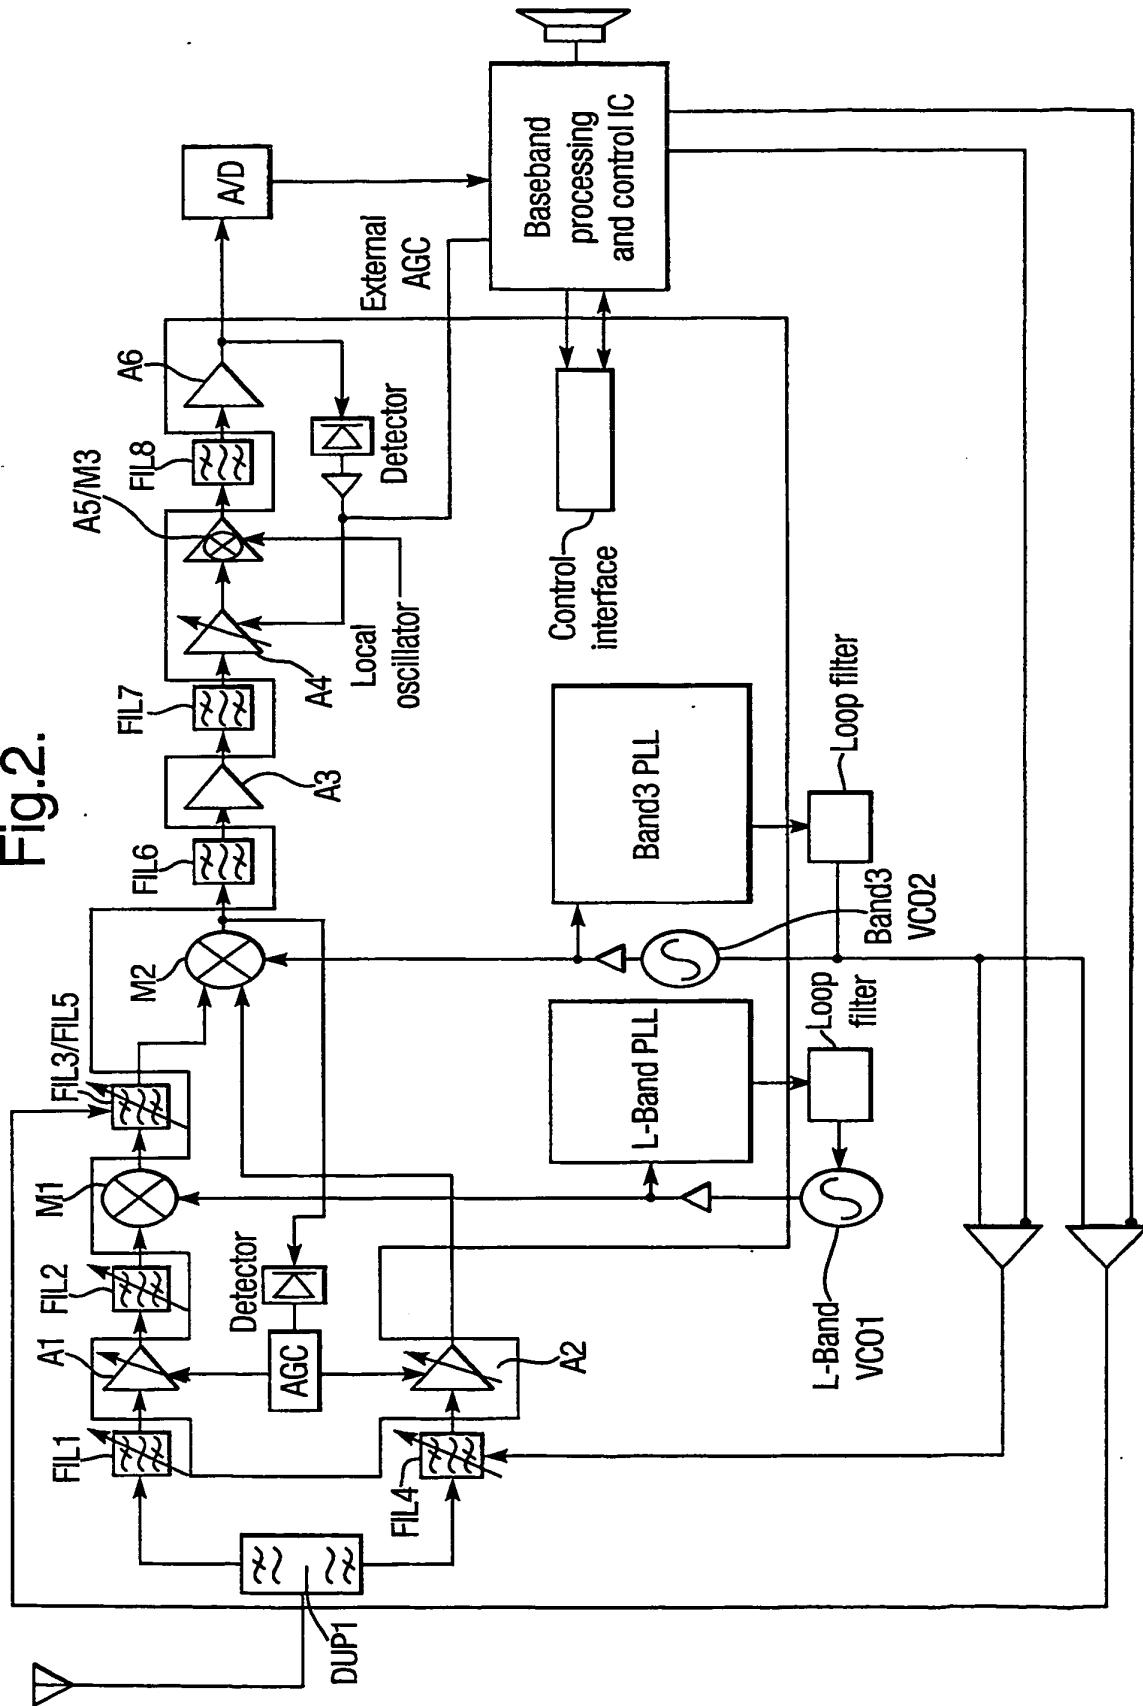 Fig.2.
DUP1
FIL1
A1
FIL2
M1
FIL3/FIL5
M2
FIL6
A3
FIL7
A4
A5/M3
FIL8
A6
A/D
FIL4
A2
AGC
Detector
Local
oscillator
Detector
External
AGC
Baseband
processing
and control IC
Control
interface
L-Band PLL
Band3 PLL
Loop
filter
Loop filter
L-Band
VCO1
Band3
VCO2